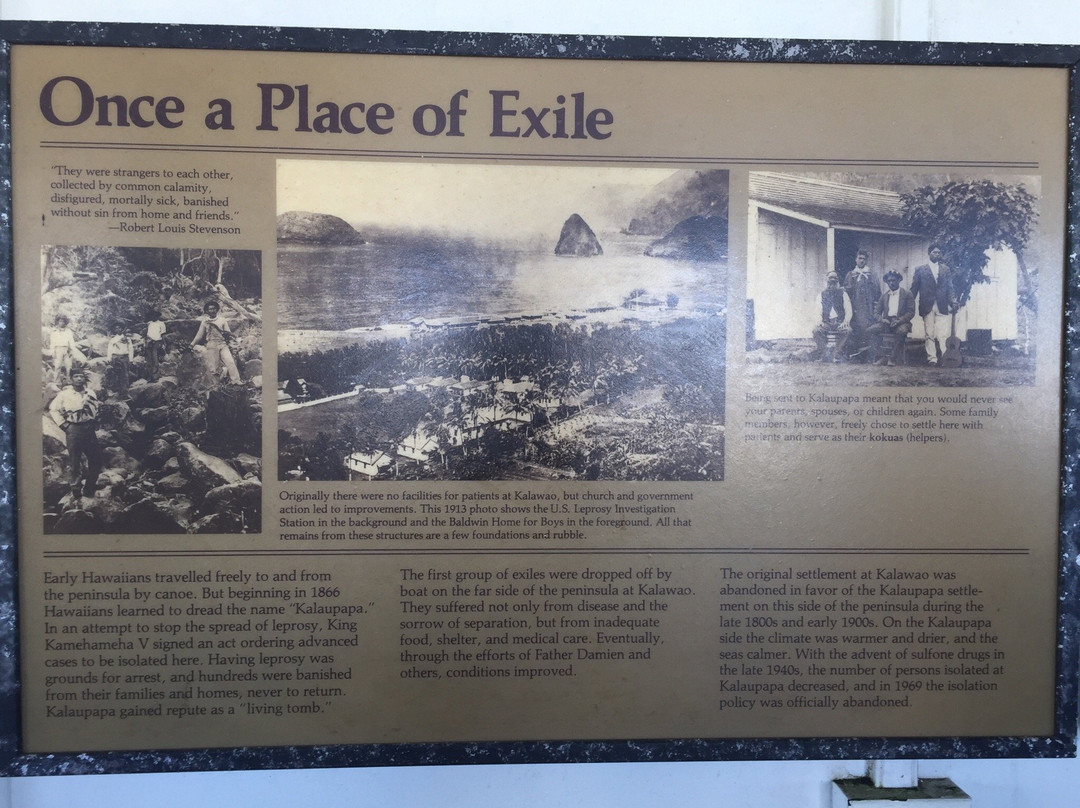 Once a Place of Exile
"They were strangers to each other,
collected by common calamity,
disfigured, mortally sick, banished
without sin from home and friends."
—Robert Louis Stevenson
Originally there were no facilities for patients at Kalawao, but church and government
action led to improvements. This 1913 photo shows the U.S. Leprosy Investigation
Station in the background and the Baldwin Home for Boys in the foreground. All that
remains from these structures are a few foundations and rubble.
Being sent to Kalaupapa meant that you would never see
your parents, spouses, or children again. Some family
members, however, freely chose to settle here with
patients and serve as their kokuas (helpers).
Early Hawaiians travelled freely to and from
the peninsula by canoe. But beginning in 1866
Hawaiians learned to dread the name "Kalaupapa."
In an attempt to stop the spread of leprosy, King
Kamehameha V signed an act ordering advanced
cases to be isolated here. Having leprosy was
grounds for arrest, and hundreds were banished
from their families and homes, never to return.
Kalaupapa gained repute as a "living tomb."
The first group of exiles were dropped off by
boat on the far side of the peninsula at Kalawao.
They suffered not only from disease and the
sorrow of separation, but from inadequate
food, shelter, and medical care. Eventually,
through the efforts of Father Damien and
others, conditions improved.
The original settlement at Kalawao was
abandoned in favor of the Kalaupapa settle-
ment on this side of the peninsula during the
late 1800s and early 1900s. On the Kalaupapa
side the climate was warmer and drier, and the
seas calmer. With the advent of sulfone drugs in
the late 1940s, the number of persons isolated at
Kalaupapa decreased, and in 1969 the isolation
policy was officially abandoned.